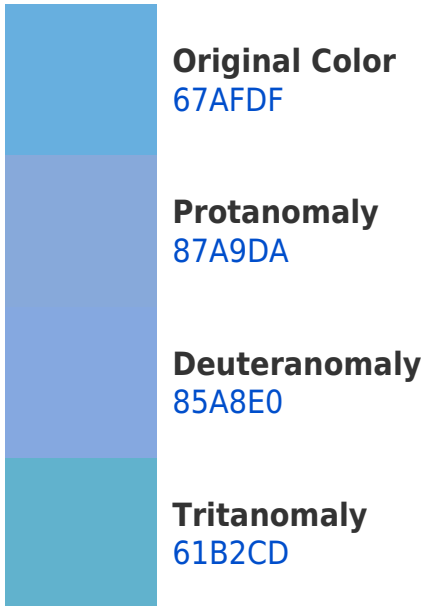 Original Color
67AFDF
Protanomaly
87A9DA
Deuteranomaly
85A8E0
Tritanomaly
61B2CD